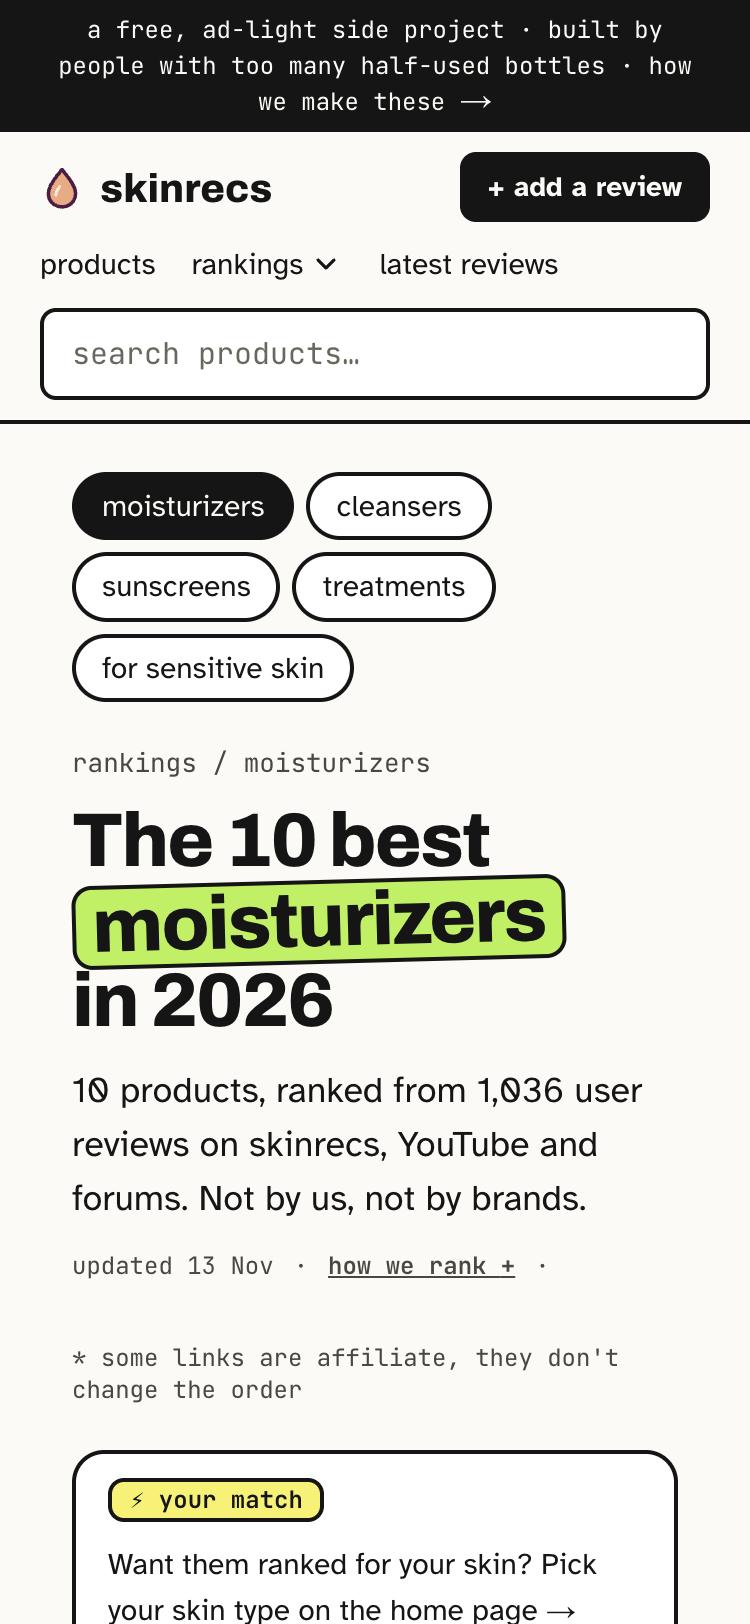 a free, ad-light side project · built by
people with too many half-used bottles · how
we make these →
skinrecs
+ add a review
products
rankings
latest reviews
search products…
moisturizers
cleansers
sunscreens
treatments
for sensitive skin
rankings / moisturizers
The 10 best
moisturizers
in 2026
10 products, ranked from 1,036 user
reviews on skinrecs, YouTube and
forums. Not by us, not by brands.
updated 13 Nov · how we rank + ·
* some links are affiliate, they don't
change the order
⚡ your match
Want them ranked for your skin? Pick
your skin type on the home page →